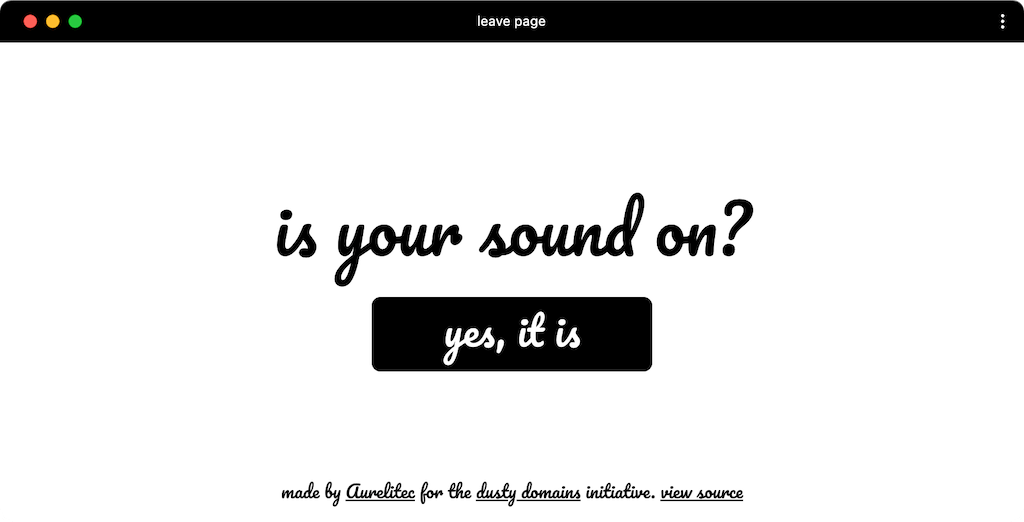 leave page
is your sound on?
yes, it is
made by Aurelitec for the dusty domains initiative. view source